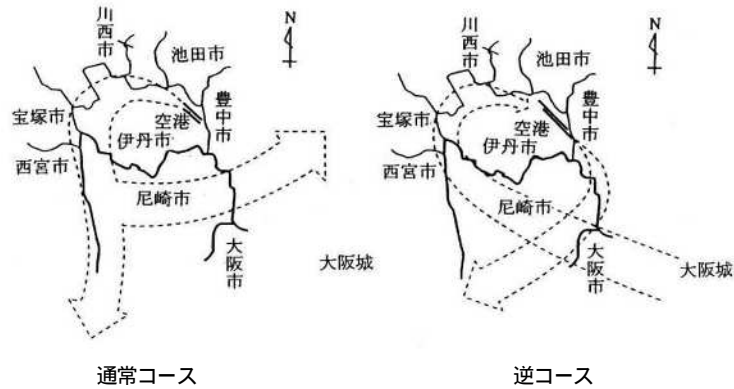 N
川西市
池田市
豊中市
宝塚市
空港
伊丹市
西宮市
尼崎市
大阪市
大阪城
通常コース
N
川西市
池田市
豊中市
宝塚市
空港
伊丹市
西宮市
尼崎市
大阪市
大阪城
逆コース